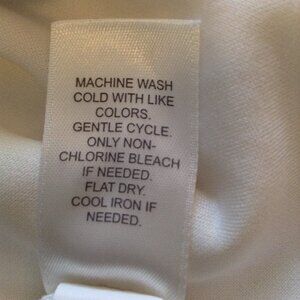 MACHINE WASH
COLD WITH LIKE
COLORS.
GENTLE CYCLE.
ONLY NON-
CHLORINE BLEACH
IF NEEDED.
FLAT DRY.
COOL IRON IF
NEEDED.